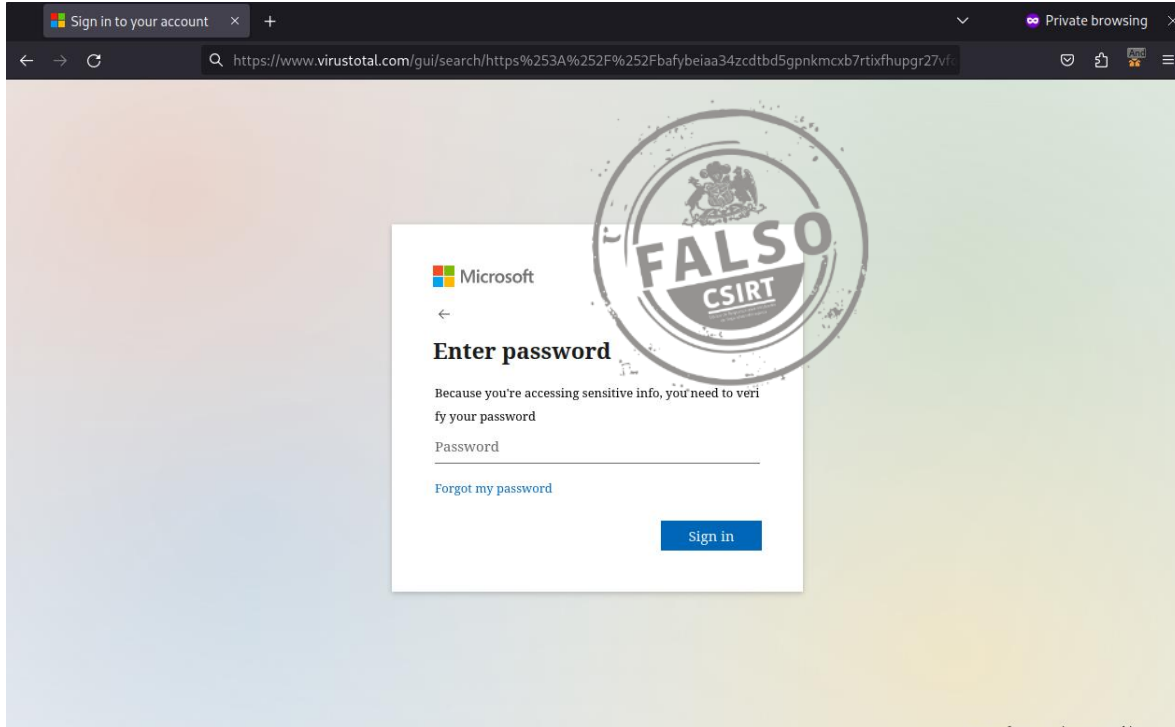 Sign in to your account
Private browsing
https://www.virustotal.com/gui/search/https%253A%252F%252Fbafybeiaa34zcdtbd5gpnkmcxb7rtixfhupgr27vf
And
FALSO
CSIRT
Microsoft
Enter password
Because you're accessing sensitive info, you need to veri
fy your password
Password
Forgot my password
Sign in